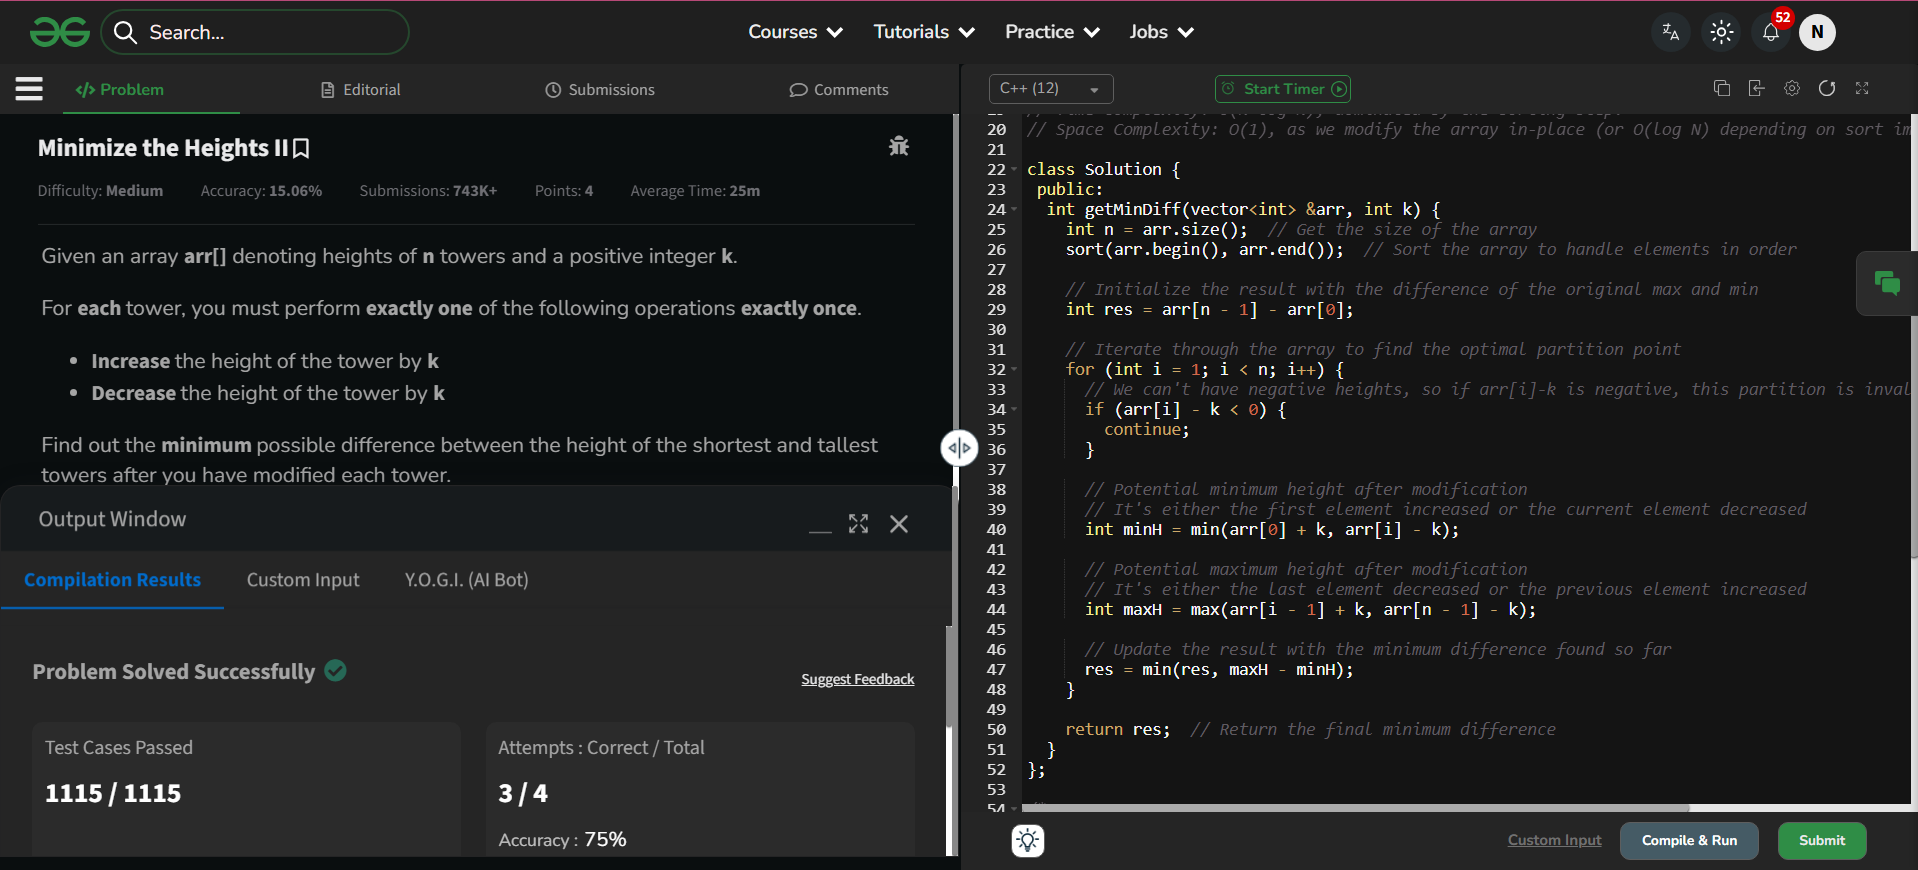 Search...
Courses
Tutorials
Practice
Jobs
52
N
</> Problem
Editorial
Submissions
Comments
C++ (12)
Start Timer
Minimize the Heights II
Difficulty: Medium
Accuracy: 15.06%
Submissions: 743K+
Points: 4
Average Time: 25m
Given an array arr[] denoting heights of n towers and a positive integer k.
For each tower, you must perform exactly one of the following operations exactly once.
• Increase the height of the tower by k
• Decrease the height of the tower by k
Find out the minimum possible difference between the height of the shortest and tallest
towers after you have modified each tower.
Output Window
Compilation Results
Custom Input
Y.O.G.I. (AI Bot)
Problem Solved Successfully
Suggest Feedback
Test Cases Passed
1115 / 1115
Attempts : Correct / Total
3 / 4
Accuracy : 75%
20 // Space Complexity: O(1), as we modify the array in-place (or O(log N) depending on sort im
21
22 class Solution {
23 public:
24 int getMinDiff(vector<int> &arr, int k) {
25 int n = arr.size(); // Get the size of the array
26 sort(arr.begin(), arr.end()); // Sort the array to handle elements in order
27
28 // Initialize the result with the difference of the original max and min
29 int res = arr[n - 1] - arr[0];
30
31 // Iterate through the array to find the optimal partition point
32 for (int i = 1; i < n; i++) {
33 // We can't have negative heights, so if arr[i]-k is negative, this partition is inval
34 if (arr[i] - k < 0) {
35 continue;
36 }
37
38 // Potential minimum height after modification
39 // It's either the first element increased or the current element decreased
40 int minH = min(arr[0] + k, arr[i] - k);
41
42 // Potential maximum height after modification
43 // It's either the last element decreased or the previous element increased
44 int maxH = max(arr[i - 1] + k, arr[n - 1] - k);
45
46 // Update the result with the minimum difference found so far
47 res = min(res, maxH - minH);
48 }
49
50 return res; // Return the final minimum difference
51 }
52 };
53
54
Custom Input
Compile & Run
Submit